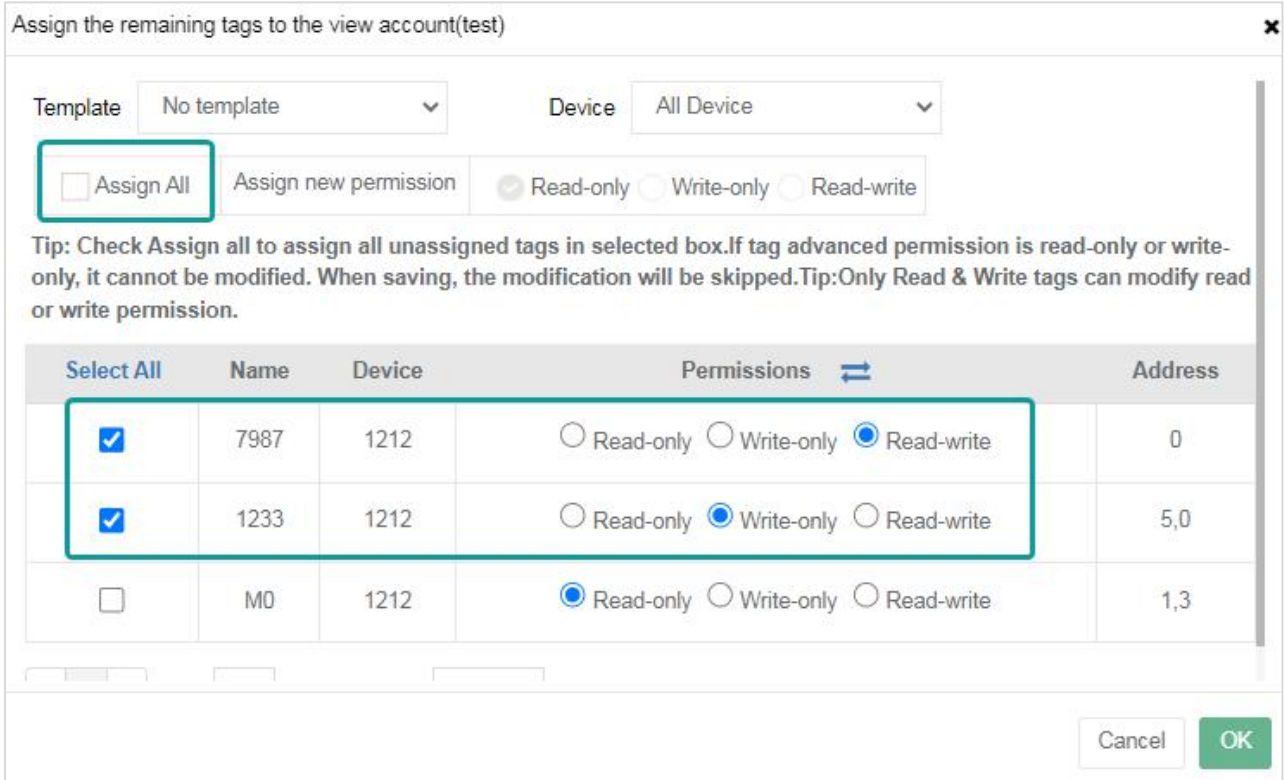 Assign the remaining tags to the view account(test)
Template No template Device All Device
Assign All Assign new permission Read-only Write-only Read-write
Tip: Check Assign all to assign all unassigned tags in selected box.If tag advanced permission is read-only or write-
only, it cannot be modified. When saving, the modification will be skipped.Tip:Only Read & Write tags can modify read
or write permission.
Select All Name Device Permissions Address
7987 1212 Read-only Write-only Read-write 0
1233 1212 Read-only Write-only Read-write 5,0
M0 1212 Read-only Write-only Read-write 1,3
Cancel OK